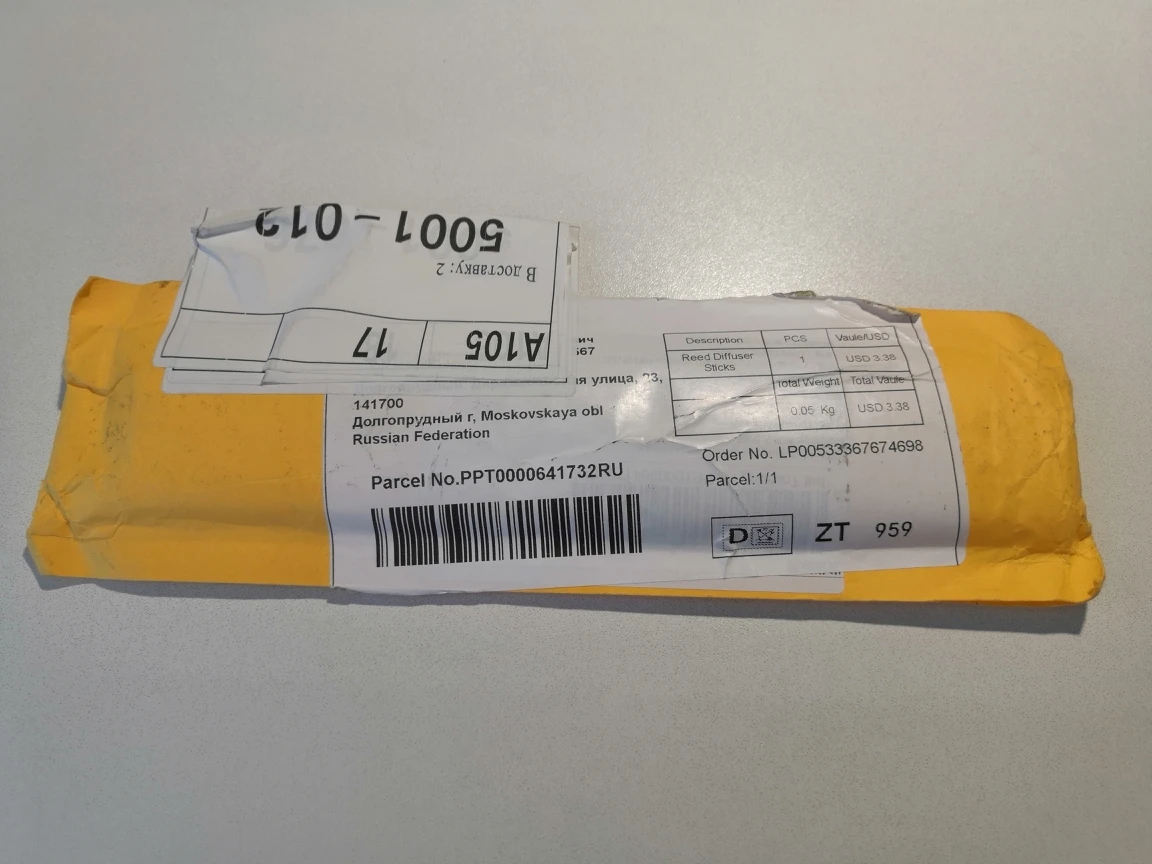 5001 - 012
В доставку: 2
A105
17
ич
567
улица, 23,
141700
Долгопрудный г, Moskovskaya obl
Russian Federation
Parcel No.PPT0000641732RU
Description PCS Vaule/USD
Reed Diffuser
Sticks
1
USD 3.38
Total Weight Total Vaule
0.05 Kg USD 3.38
Order No. LP00533367674698
Parcel:1/1
D
ZT 959